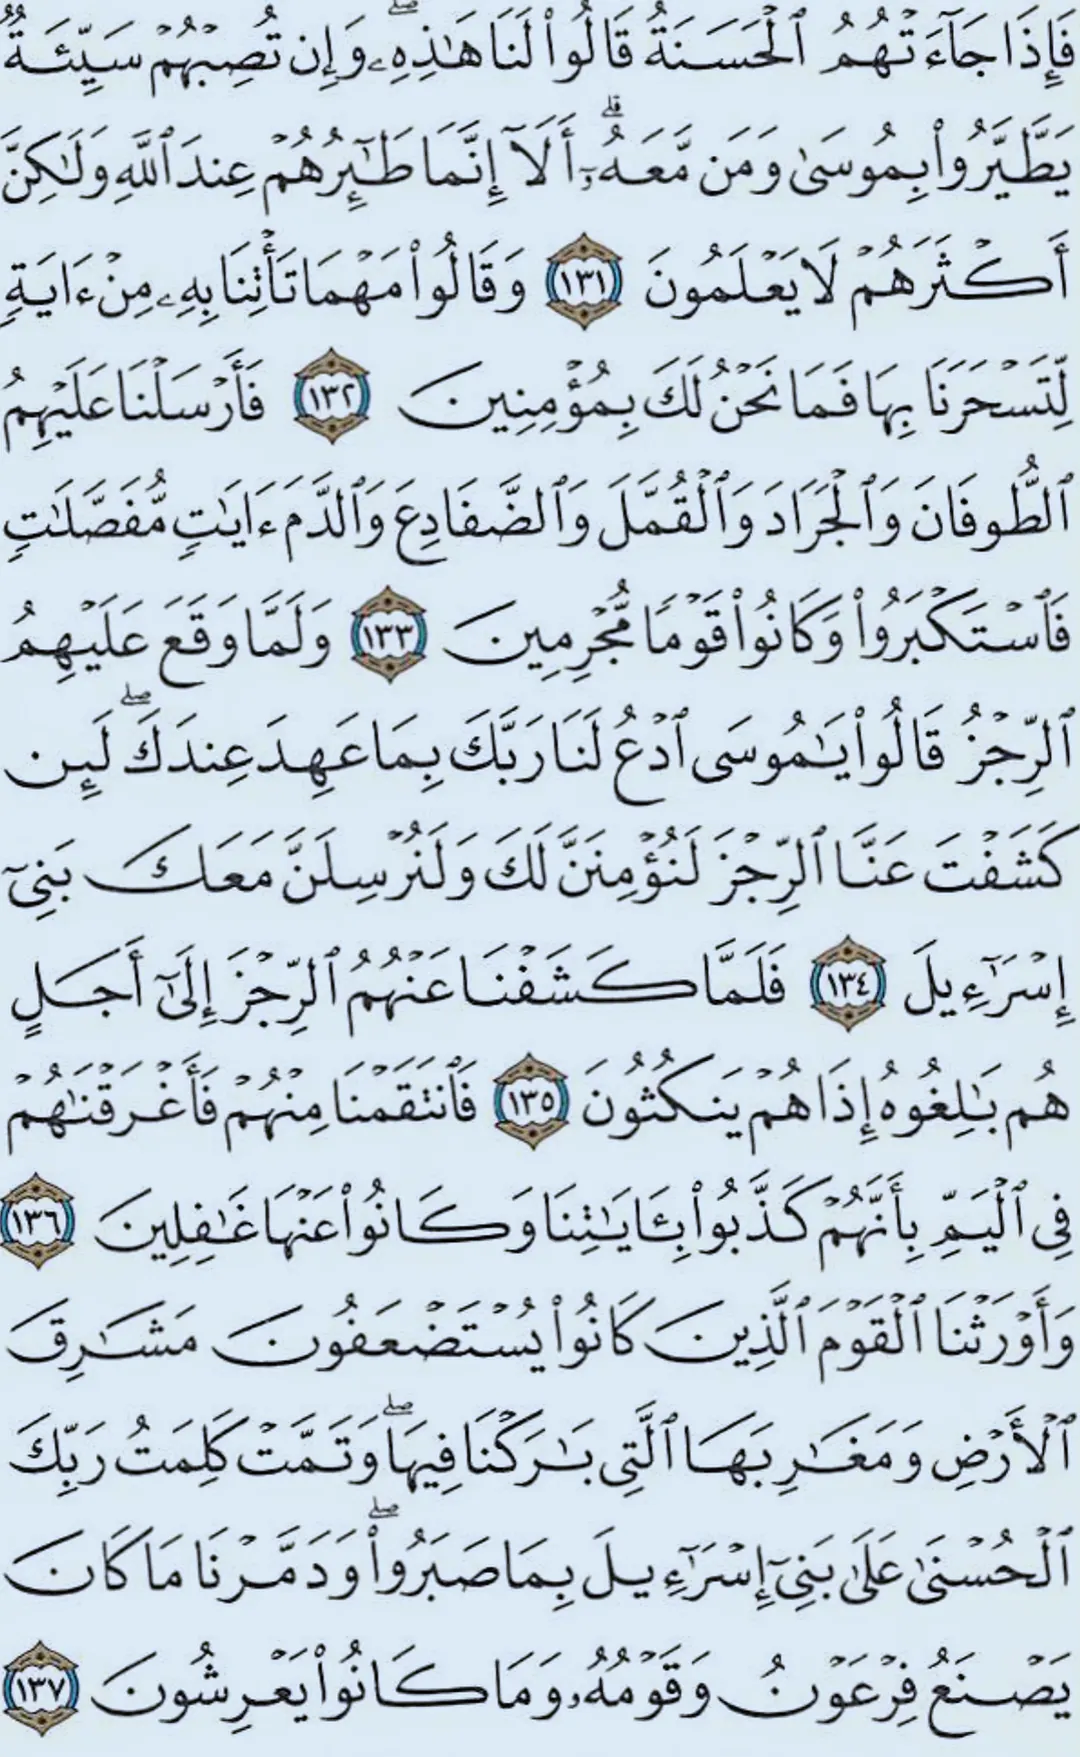 فَإِذَا جَآءَتْهُمُ ٱلْحَسَنَةُ قَالُوا۟ لَنَا هَٰذِهِۦ ۖ وَإِن تُصِبْهُمْ سَيِّئَةٌ
يَطَّيَّرُوا۟ بِمُوسَىٰ وَمَن مَّعَهُۥٓ ۗ أَلَآ إِنَّمَا طَٰٓئِرُهُمْ عِندَ ٱللَّهِ وَلَٰكِنَّ
أَكْثَرَهُمْ لَا يَعْلَمُونَ ١٣١ وَقَالُوا۟ مَهْمَا تَأْتِنَا بِهِۦ مِنْ ءَايَةٍ
لِّتَسْحَرَنَا بِهَا فَمَا نَحْنُ لَكَ بِمُؤْمِنِينَ ١٣٢ فَأَرْسَلْنَا عَلَيْهِمُ
ٱلطُّوفَانَ وَٱلْجَرَادَ وَٱلْقُمَّلَ وَٱلضَّفَادِعَ وَٱلدَّمَ ءَايَٰتٍ مُّفَصَّلَٰتٍ
فَٱسْتَكْبَرُوا۟ وَكَانُوا۟ قَوْمًا مُّجْرِمِينَ ١٣٣ وَلَمَّا وَقَعَ عَلَيْهِمُ
ٱلرِّجْزُ قَالُوا۟ يَٰمُوسَى ٱدْعُ لَنَا رَبَّكَ بِمَا عَهِدَ عِندَكَ ۖ لَئِن
كَشَفْتَ عَنَّا ٱلرِّجْزَ لَنُؤْمِنَنَّ لَكَ وَلَنُرْسِلَنَّ مَعَكَ بَنِىٓ
إِسْرَٰٓءِيلَ ١٣٤ فَلَمَّا كَشَفْنَا عَنْهُمُ ٱلرِّجْزَ إِلَىٰٓ أَجَلٍ
هُم بَٰلِغُوهُ إِذَا هُمْ يَنكُثُونَ ١٣٥ فَٱنتَقَمْنَا مِنْهُمْ فَأَغْرَقْنَٰهُمْ
فِى ٱلْيَمِّ بِأَنَّهُمْ كَذَّبُوا۟ بِـَٔايَٰتِنَا وَكَانُوا۟ عَنْهَا غَٰفِلِينَ ١٣٦
وَأَوْرَثْنَا ٱلْقَوْمَ ٱلَّذِينَ كَانُوا۟ يُسْتَضْعَفُونَ مَشَٰرِقَ
ٱلْأَرْضِ وَمَغَٰرِبَهَا ٱلَّتِى بَٰرَكْنَا فِيهَا ۖ وَتَمَّتْ كَلِمَتُ رَبِّكَ
ٱلْحُسْنَىٰ عَلَىٰ بَنِىٓ إِسْرَٰٓءِيلَ بِمَا صَبَرُوا۟ ۖ وَدَمَّرْنَا مَا كَانَ
يَصْنَعُ فِرْعَوْنُ وَقَوْمُهُۥ وَمَا كَانُوا۟ يَعْرِشُونَ ١٣٧